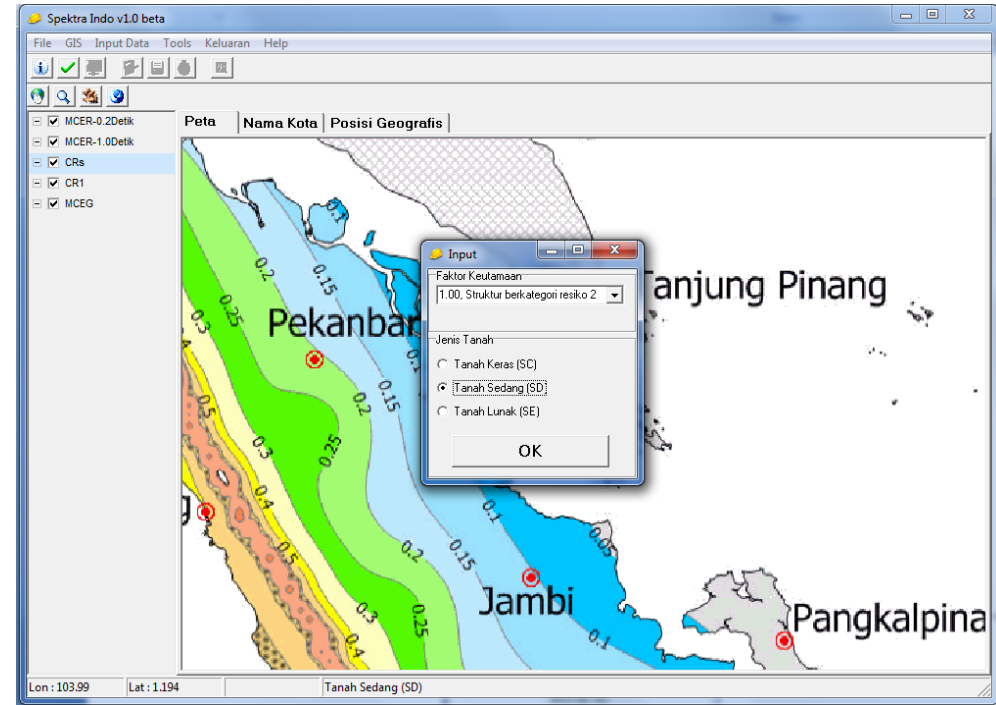 Spektra Indo v1.0 beta
File GIS Input Data Tools Keluaran Help
MCER-0.2Detik
MCER-1.0Detik
CRs
CR1
MCEG
Peta Nama Kota Posisi Geografis
0.1
0.2
0.15
0.25
0.3
Pekanbar
anjung Pinang
Input
Faktor Keutamaan
1.00, Struktur berkategori resiko 2
Jenis Tanah
Tanah Keras (SC)
Tanah Sedang (SD)
Tanah Lunak (SE)
OK
0.15
0.2
0.5
0.3
0.25
0.4
g
0.1
0.5
0.2
0.15
0.05
Jambi
0.3
0.25
0.4
0.1
Pangkalpina
Lon : 103.99 Lat : 1.194 Tanah Sedang (SD)